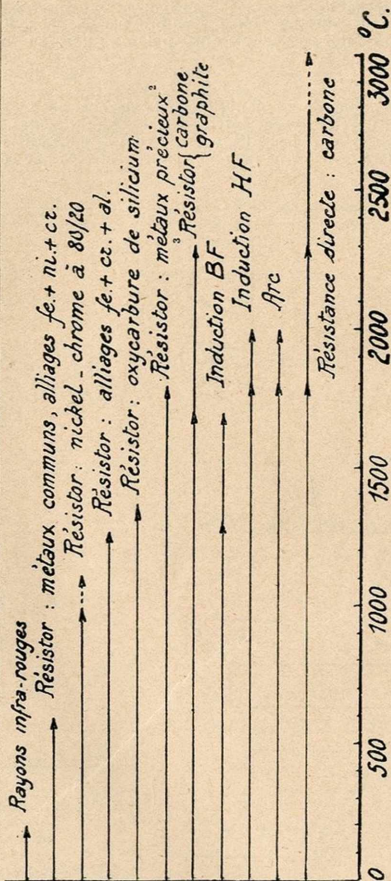 Rayons infra-rouges
Résistor : métaux communs, alliages fe.+ ni.+ cr.
Résistor : nickel-chrome à 80/20
Résistor : alliages fe.+ cr.+ al.
Résistor : oxycarbure de silicium
Résistor : métaux précieux ²
³ Résistor { carbone
graphite
Induction BF
Induction HF
Arc
Résistance directe : carbone
0 500 1000 1500 2000 2500 3000 °C.